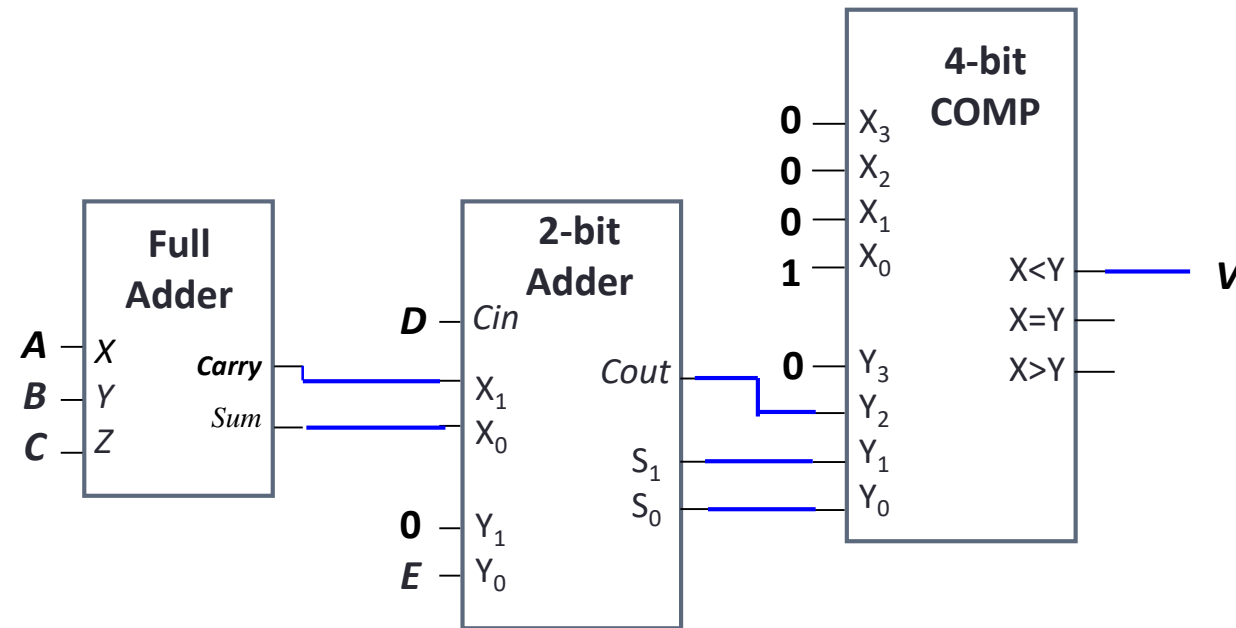 Full
Adder
A
B
C
X
Y
Z
Carry
Sum
2-bit
Adder
D
Cin
X₁
X₀
0
E
Y₁
Y₀
Cout
S₁
S₀
4-bit
COMP
0
0
0
1
X₃
X₂
X₁
X₀
0
Y₃
Y₂
Y₁
Y₀
X<Y
X=Y
X>Y
V